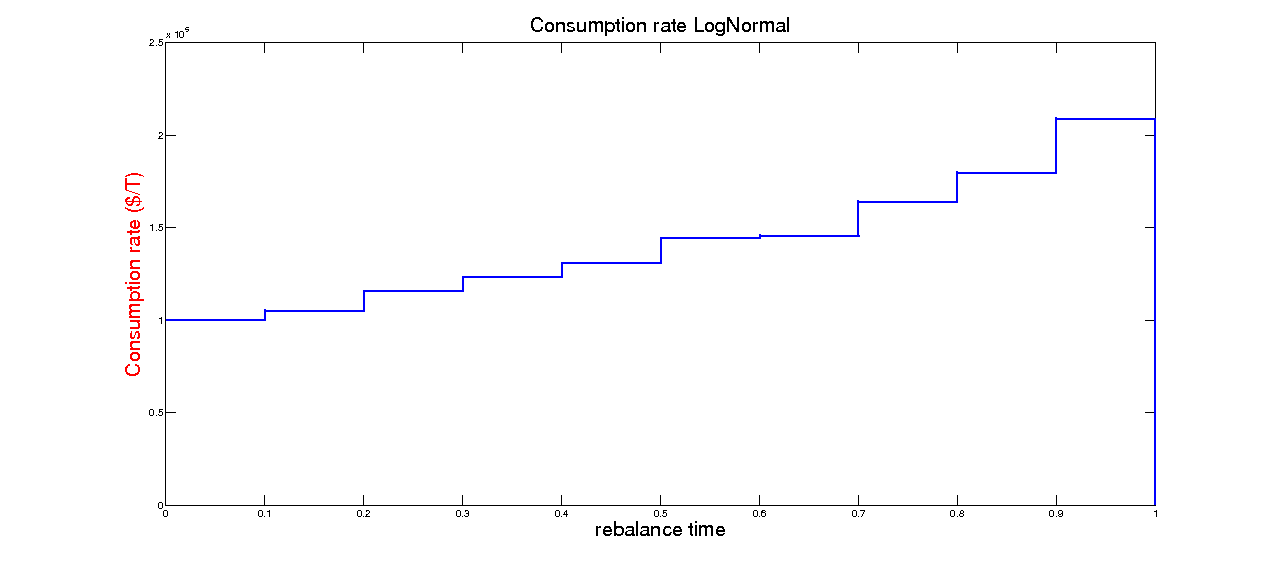 Consumption rate LogNormal
x 10^5
2.5
2
1.5
1
0.5
0
Consumption rate ($/T)
0 0.1 0.2 0.3 0.4 0.5 0.6 0.7 0.8 0.9 1
rebalance time